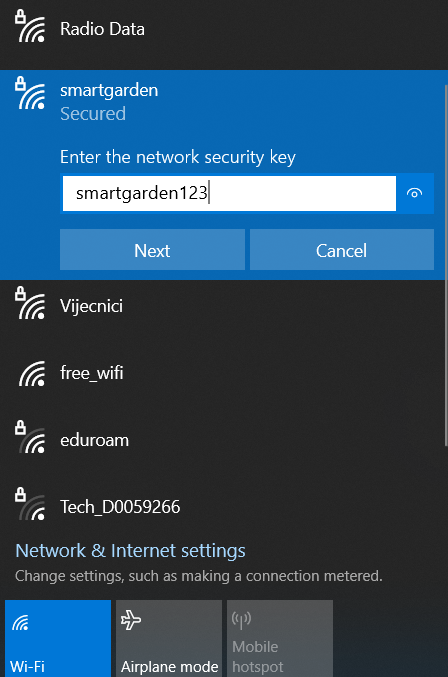 Radio Data
smartgarden
Secured
Enter the network security key
smartgarden123
Next Cancel
Vijecnici
free_wifi
eduroam
Tech_D0059266
Network & Internet settings
Change settings, such as making a connection metered.
Wi-Fi
Airplane mode
Mobile
hotspot